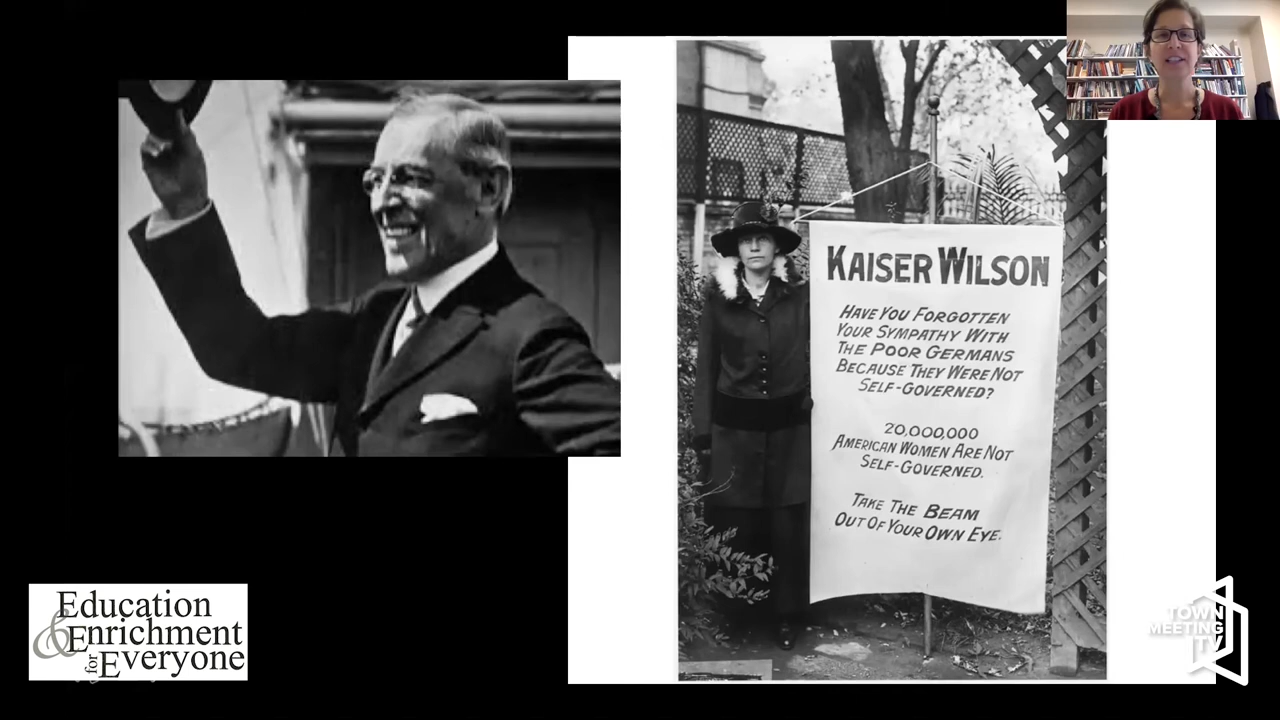 KAISER WILSON
HAVE YOU FORGOTTEN
YOUR SYMPATHY WITH
THE POOR GERMANS
BECAUSE THEY WERE NOT
SELF-GOVERNED?
20,000,000
AMERICAN WOMEN ARE NOT
SELF-GOVERNED.
TAKE THE BEAM
OUT OF YOUR OWN EYE.
Education
& Enrichment
for Everyone
TOWN
MEETING
TV